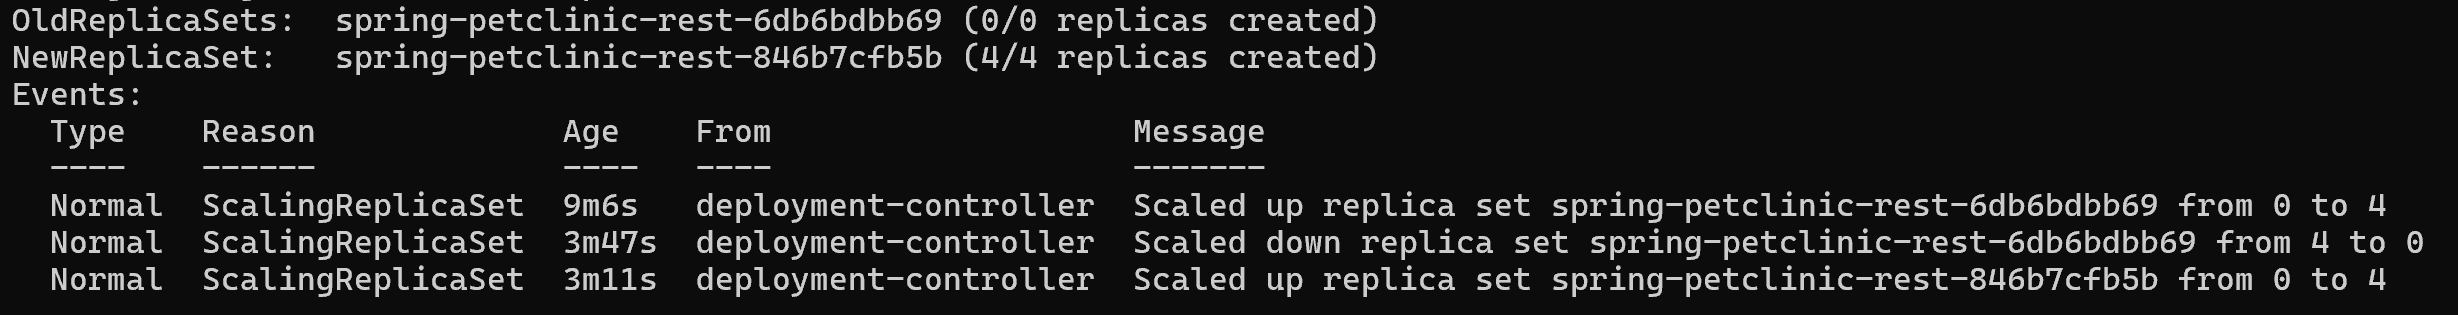 OldReplicaSets:  spring-petclinic-rest-6db6bdbb69 (0/0 replicas created)
NewReplicaSet:   spring-petclinic-rest-846b7cfb5b (4/4 replicas created)
Events:
  Type    Reason             Age    From                   Message
  ----    ------             ----   ----                   -------
  Normal  ScalingReplicaSet  9m6s   deployment-controller  Scaled up replica set spring-petclinic-rest-6db6bdbb69 from 0 to 4
  Normal  ScalingReplicaSet  3m47s  deployment-controller  Scaled down replica set spring-petclinic-rest-6db6bdbb69 from 4 to 0
  Normal  ScalingReplicaSet  3m11s  deployment-controller  Scaled up replica set spring-petclinic-rest-846b7cfb5b from 0 to 4